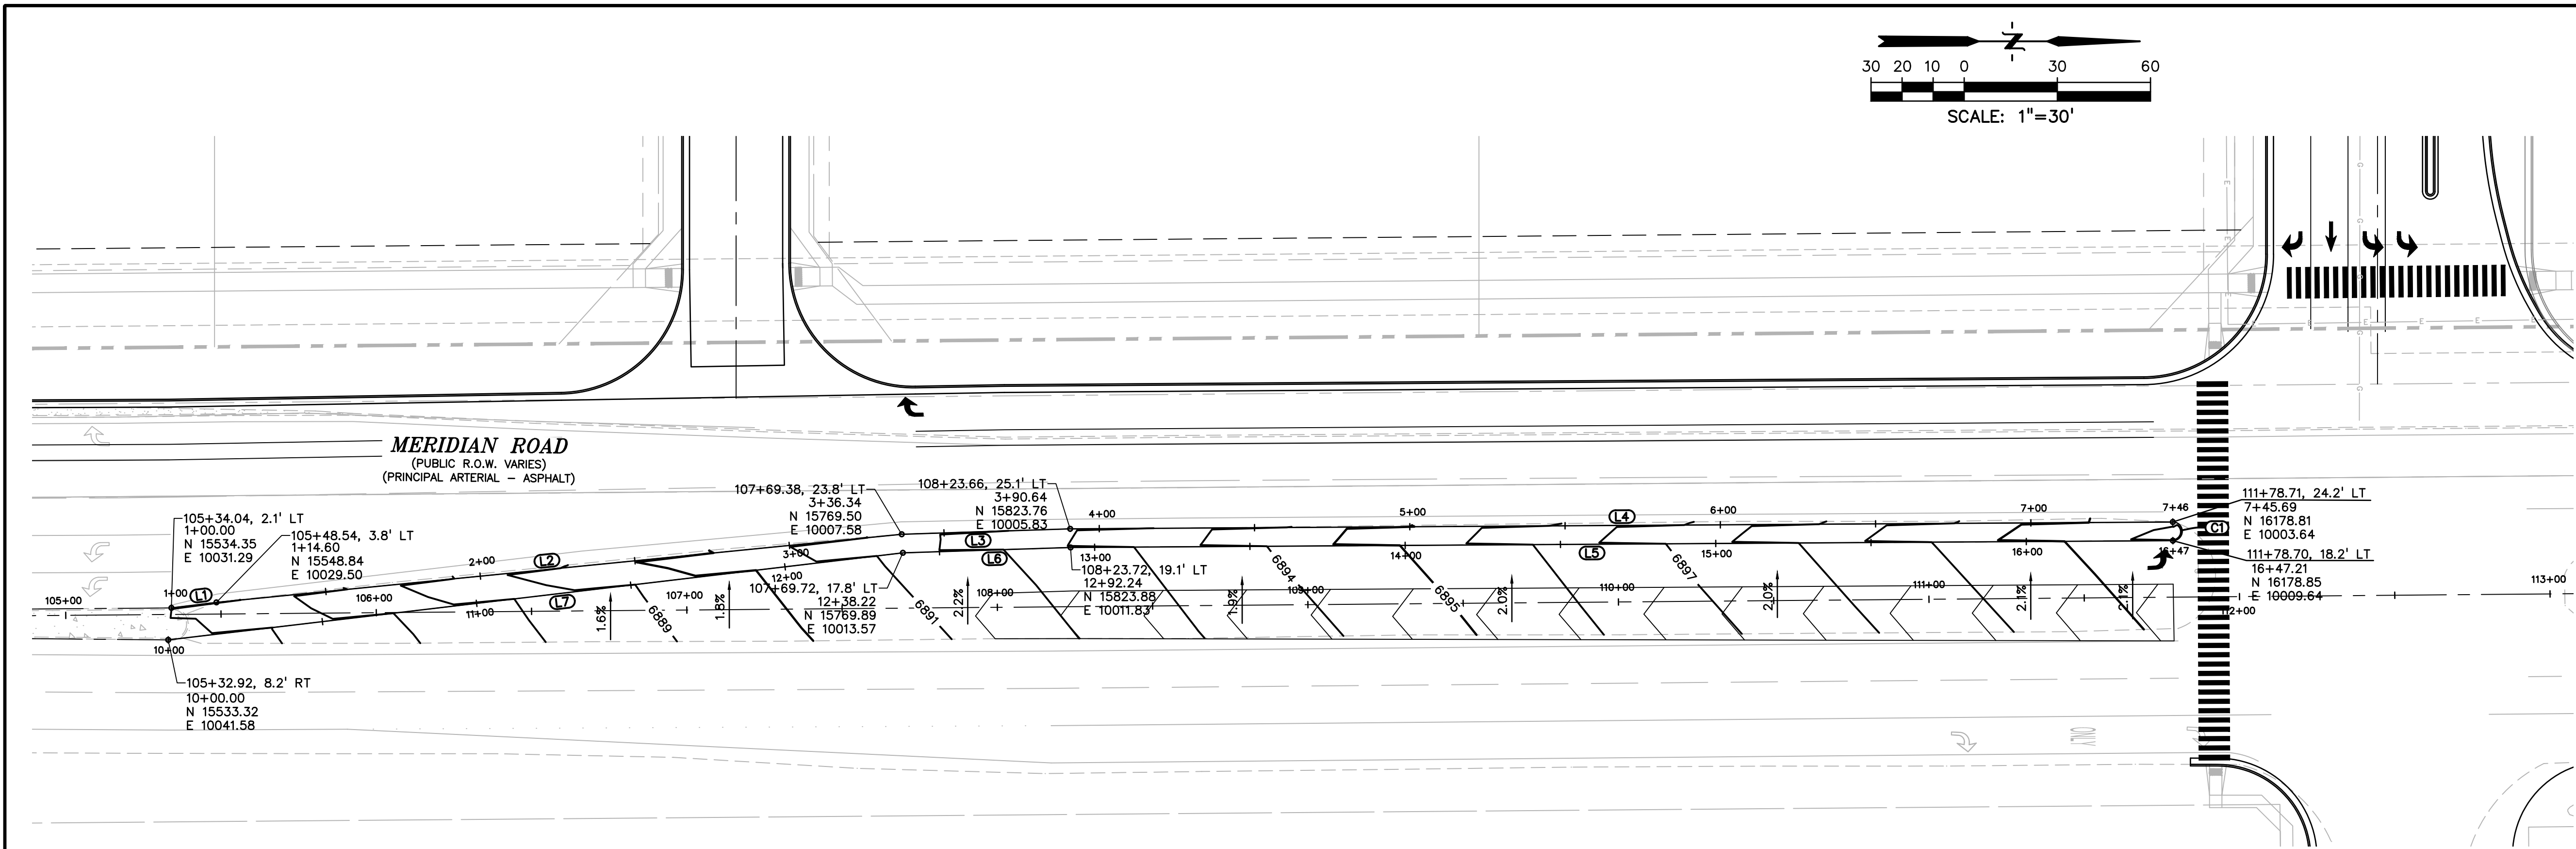 N
30 20 10 0 30 60
SCALE: 1"=30'
MERIDIAN ROAD
(PUBLIC R.O.W. VARIES)
(PRINCIPAL ARTERIAL – ASPHALT)
105+34.04, 2.1' LT
1+00.00
N 15534.35
E 10031.29
105+48.54, 3.8' LT
1+14.60
N 15548.84
E 10029.50
107+69.38, 23.8' LT
3+36.34
N 15769.50
E 10007.58
108+23.66, 25.1' LT
3+90.64
N 15823.76
E 10005.83
111+78.71, 24.2' LT
7+45.69
N 16178.81
E 10003.64
111+78.70, 18.2' LT
16+47.21
N 16178.85
E 10009.64
108+23.72, 19.1' LT
12+92.24
N 15823.88
E 10011.83
107+69.72, 17.8' LT
12+38.22
N 15769.89
E 10013.57
105+32.92, 8.2' RT
10+00.00
N 15533.32
E 10041.58
1+00 2+00 3+00 4+00 5+00 6+00 7+00 7+46
L1 L2 L3 L4 C1
L7 L6 L5
10+00 11+00 12+00 13+00 14+00 15+00 16+00 16+47
105+00 106+00 107+00 108+00 109+00 110+00 111+00 112+00 113+00
6889 6891 6894 6895 6897
1.6% 1.8% 2.2% 1.9% 2.0% 2.0% 2.1% 2.1%
E
E
G
G
G
E E E E
ONLY